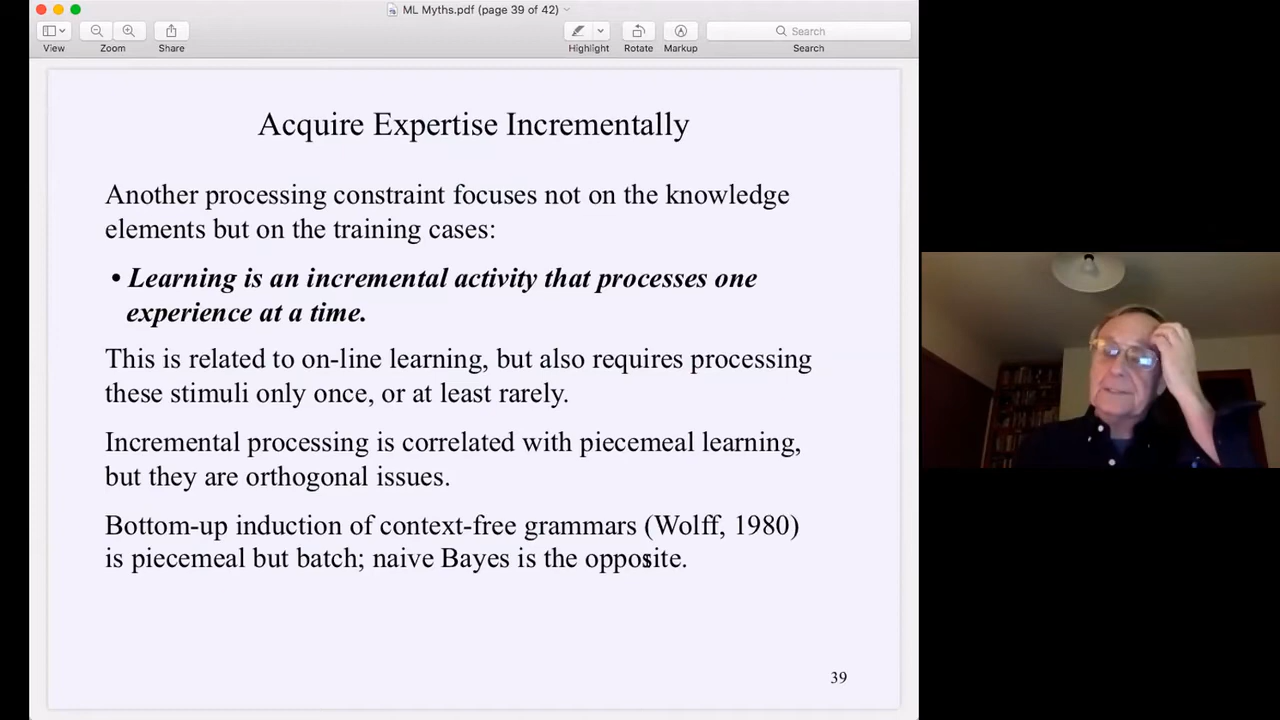 ML Myths.pdf (page 39 of 42)
View
Zoom
Share
Highlight
Rotate
Markup
Search
Search
Acquire Expertise Incrementally
Another processing constraint focuses not on the knowledge
elements but on the training cases:
• Learning is an incremental activity that processes one
experience at a time.
This is related to on-line learning, but also requires processing
these stimuli only once, or at least rarely.
Incremental processing is correlated with piecemeal learning,
but they are orthogonal issues.
Bottom-up induction of context-free grammars (Wolff, 1980)
is piecemeal but batch; naive Bayes is the opposite.
39